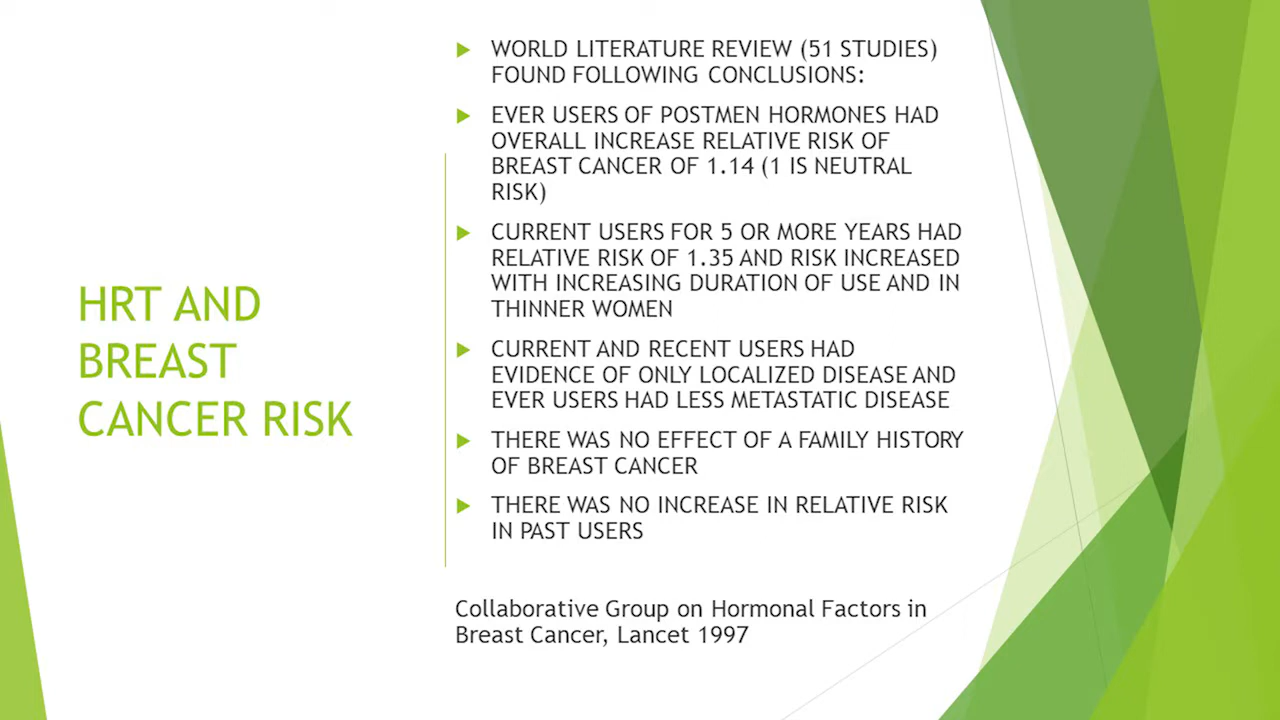 HRT AND
BREAST
CANCER RISK
WORLD LITERATURE REVIEW (51 STUDIES)
FOUND FOLLOWING CONCLUSIONS:
EVER USERS OF POSTMEN HORMONES HAD
OVERALL INCREASE RELATIVE RISK OF
BREAST CANCER OF 1.14 (1 IS NEUTRAL
RISK)
CURRENT USERS FOR 5 OR MORE YEARS HAD
RELATIVE RISK OF 1.35 AND RISK INCREASED
WITH INCREASING DURATION OF USE AND IN
THINNER WOMEN
CURRENT AND RECENT USERS HAD
EVIDENCE OF ONLY LOCALIZED DISEASE AND
EVER USERS HAD LESS METASTATIC DISEASE
THERE WAS NO EFFECT OF A FAMILY HISTORY
OF BREAST CANCER
THERE WAS NO INCREASE IN RELATIVE RISK
IN PAST USERS
Collaborative Group on Hormonal Factors in
Breast Cancer, Lancet 1997